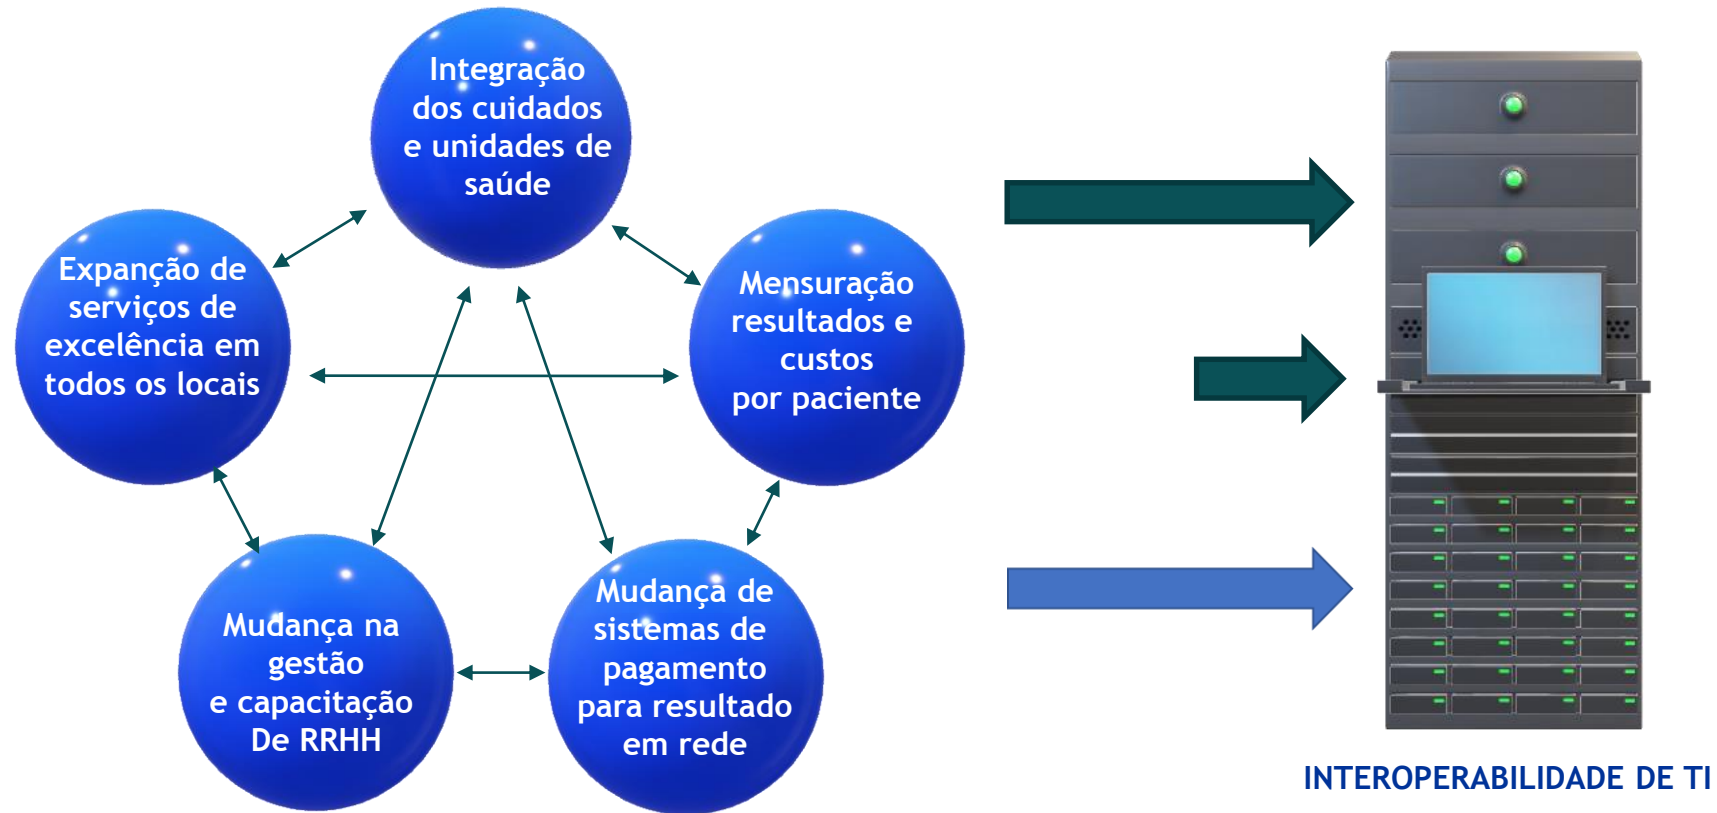 Integração
dos cuidados
e unidades de
saúde
Expanção de
serviços de
excelência em
todos os locais
Mensuração
resultados e
custos
por paciente
Mudança na
gestão
e capacitação
De RRHH
Mudança de
sistemas de
pagamento
para resultado
em rede
INTEROPERABILIDADE DE TI